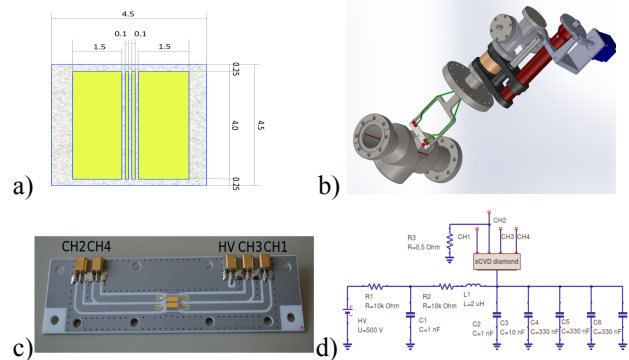 4.5
0.1 0.1
1.5 1.5
0.25
4.0
4.5
0.25
a)
b)
CH2 CH4 HV CH3 CH1
c)
CH2
CH1 CH3 CH4
R3
R=0.5 Ohm
sCVD diamond
R1
R=10k Ohm
R2
R=10k Ohm
L1
L=2 uH
HV
U=500 V
C1
C=1 nF
C2
C=1 nF
C3
C=10 nF
C4
C=330 nF
C5
C=330 nF
C6
C=330 nF
d)